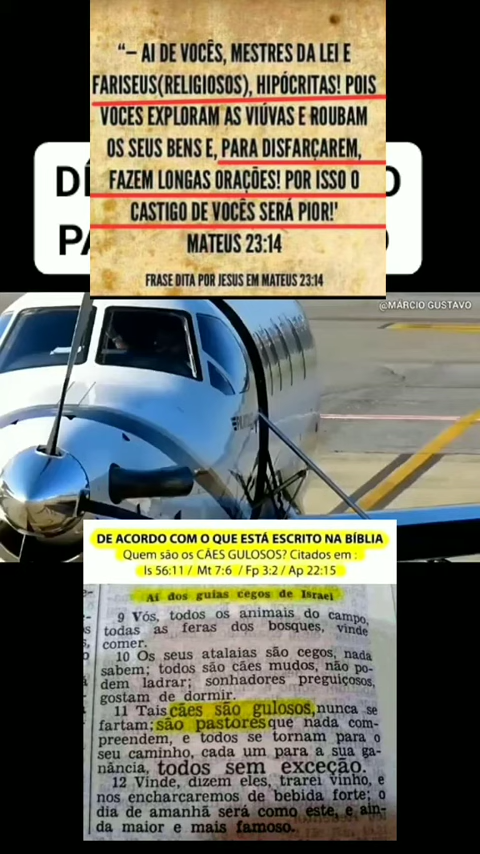 “– AI DE VOCÊS, MESTRES DA LEI E
FARISEUS(RELIGIOSOS), HIPÓCRITAS! POIS
VOCÊS EXPLORAM AS VIÚVAS E ROUBAM
OS SEUS BENS E, PARA DISFARÇAREM,
FAZEM LONGAS ORAÇÕES! POR ISSO O
CASTIGO DE VOCÊS SERÁ PIOR!'
MATEUS 23:14
FRASE DITA POR JESUS EM MATEUS 23:14
@MÁRCIO GUSTAVO
DE ACORDO COM O QUE ESTÁ ESCRITO NA BÍBLIA
Quem são os CÃES GULOSOS? Citados em :
Is 56:11 / Mt 7:6 / Fp 3:2 / Ap 22:15
Ai dos guias cegos de Israel
9 Vós, todos os animais do campo,
todas as feras dos bosques, vinde
comer.
10 Os seus atalaias são cegos, nada
sabem; todos são cães mudos, não po-
dem ladrar; sonhadores preguiçosos,
gostam de dormir.
11 Tais cães são gulosos, nunca se
fartam; são pastores que nada com-
preendem, e todos se tornam para o
seu caminho, cada um para a sua ga-
nância, todos sem exceção.
12 Vinde, dizem eles, trarei vinho, e
nos encharcaremos de bebida forte; o
dia de amanhã será como este, e ain-
da maior e mais famoso.